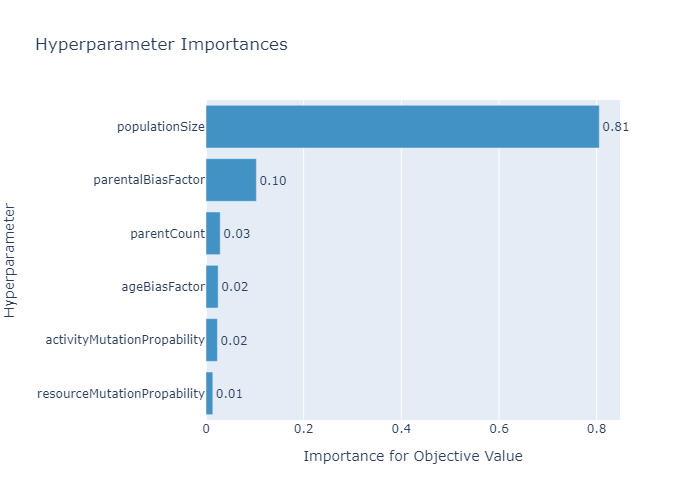 Hyperparameter Importances
populationSize
0.81
parentalBiasFactor
0.10
parentCount
0.03
ageBiasFactor
0.02
activityMutationPropability
0.02
resourceMutationPropability
0.01
0
0.2
0.4
0.6
0.8
Importance for Objective Value
Hyperparameter